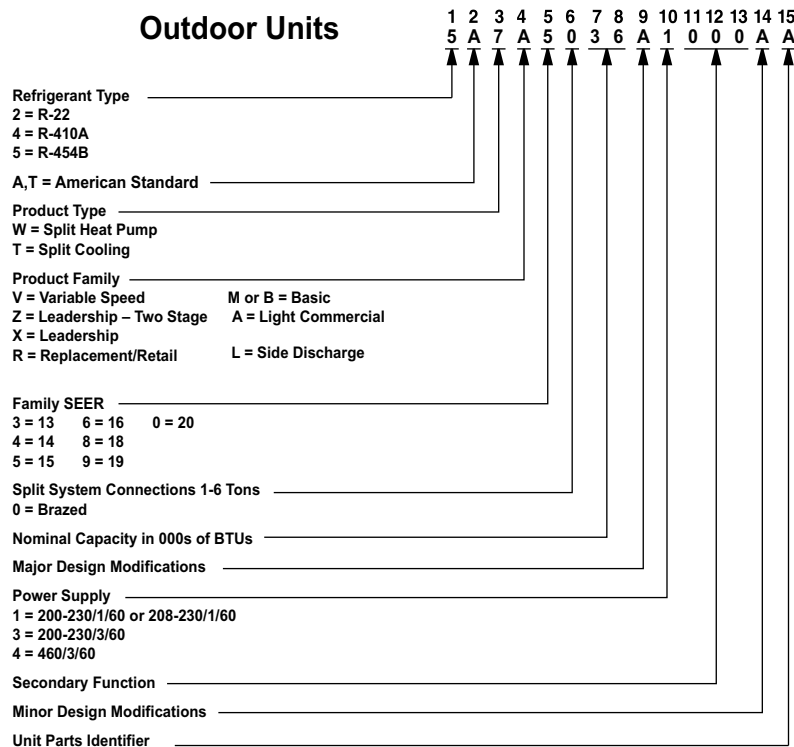 Outdoor Units
1 2 3 4 5 6 7 8 9 10 11 12 13 14 15
5 A 7 A 5 0 3 6 A 1 0 0 0 A A
Refrigerant Type
2 = R-22
4 = R-410A
5 = R-454B
A,T = American Standard
Product Type
W = Split Heat Pump
T = Split Cooling
Product Family
V = Variable Speed M or B = Basic
Z = Leadership – Two Stage A = Light Commercial
X = Leadership
R = Replacement/Retail L = Side Discharge
Family SEER
3 = 13 6 = 16 0 = 20
4 = 14 8 = 18
5 = 15 9 = 19
Split System Connections 1-6 Tons
0 = Brazed
Nominal Capacity in 000s of BTUs
Major Design Modifications
Power Supply
1 = 200-230/1/60 or 208-230/1/60
3 = 200-230/3/60
4 = 460/3/60
Secondary Function
Minor Design Modifications
Unit Parts Identifier